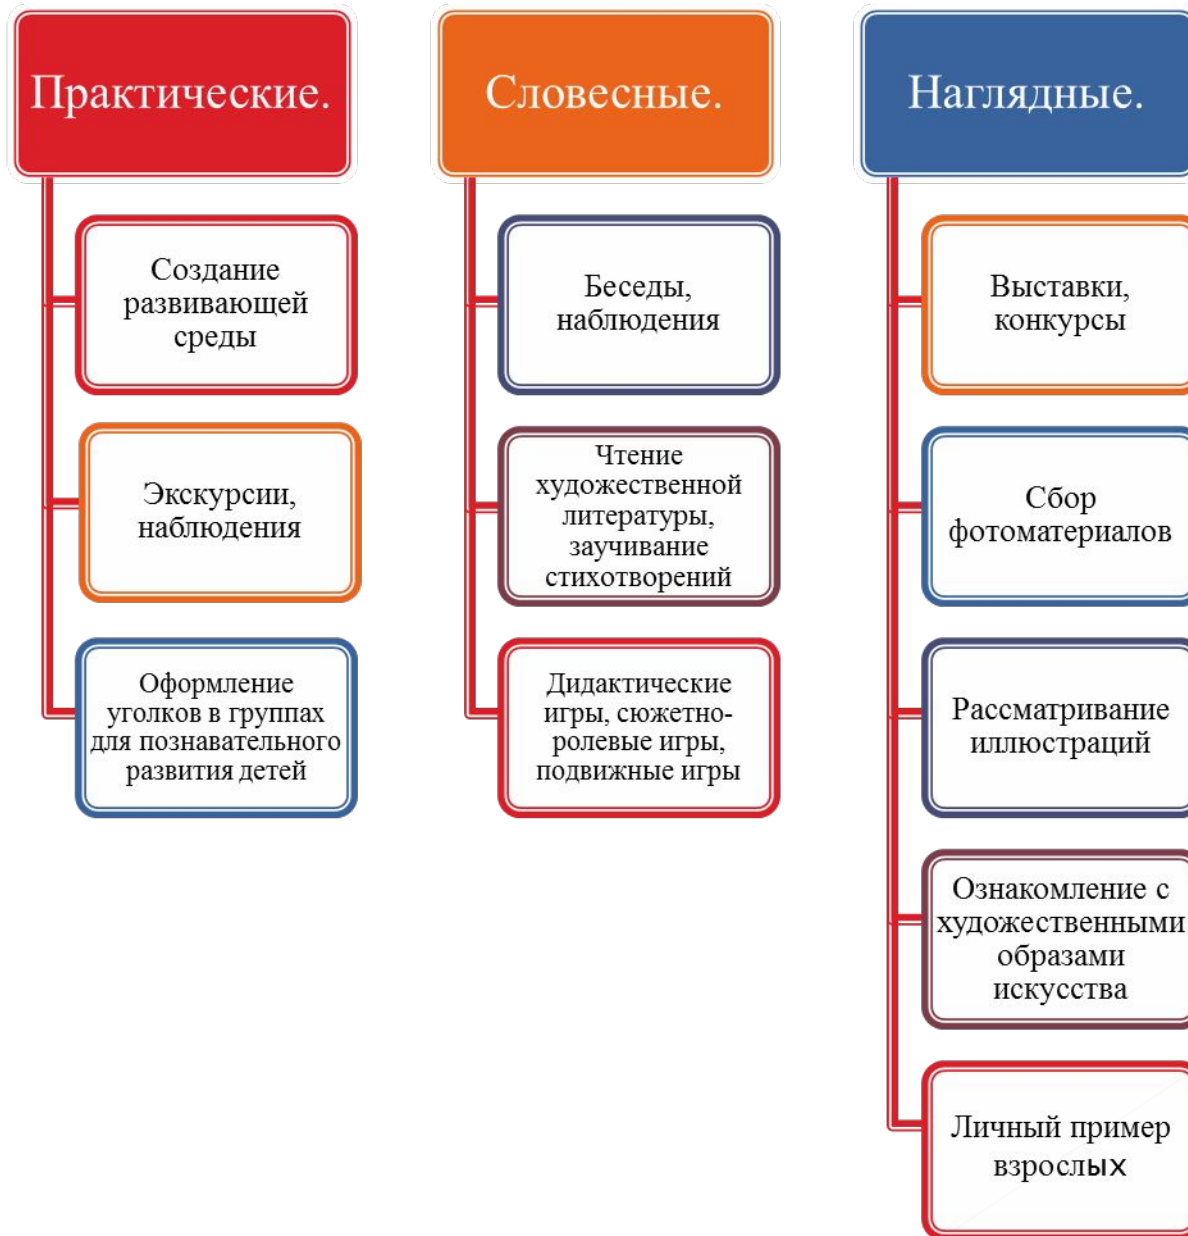 Практические.
Создание
развивающей
среды
Экскурсии,
наблюдения
Оформление
уголков в группах
для познавательного
развития детей
Словесные.
Беседы,
наблюдения
Чтение
художественной
литературы,
заучивание
стихотворений
Дидактические
игры, сюжетно-
ролевые игры,
подвижные игры
Наглядные.
Выставки,
конкурсы
Сбор
фотоматериалов
Рассматривание
иллюстраций
Ознакомление с
художественными
образами
искусства
Личный пример
взрослых